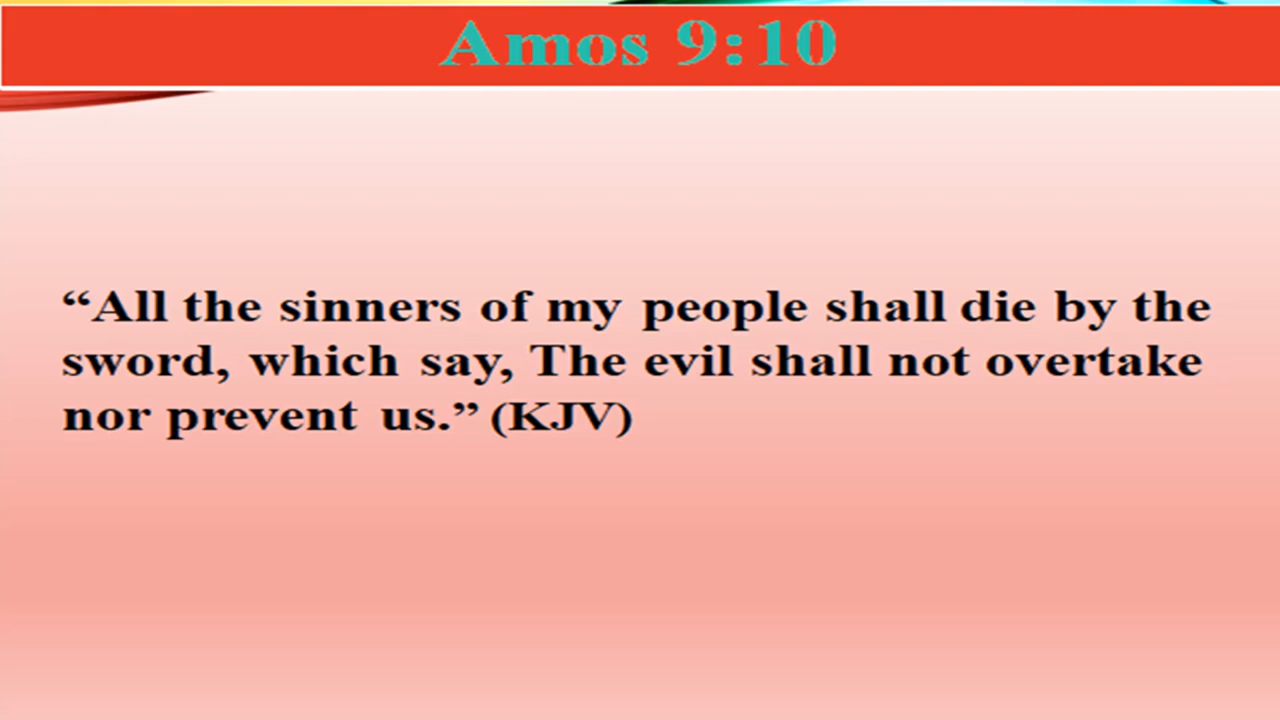 Amos 9:10
“All the sinners of my people shall die by the
sword, which say, The evil shall not overtake
nor prevent us.” (KJV)